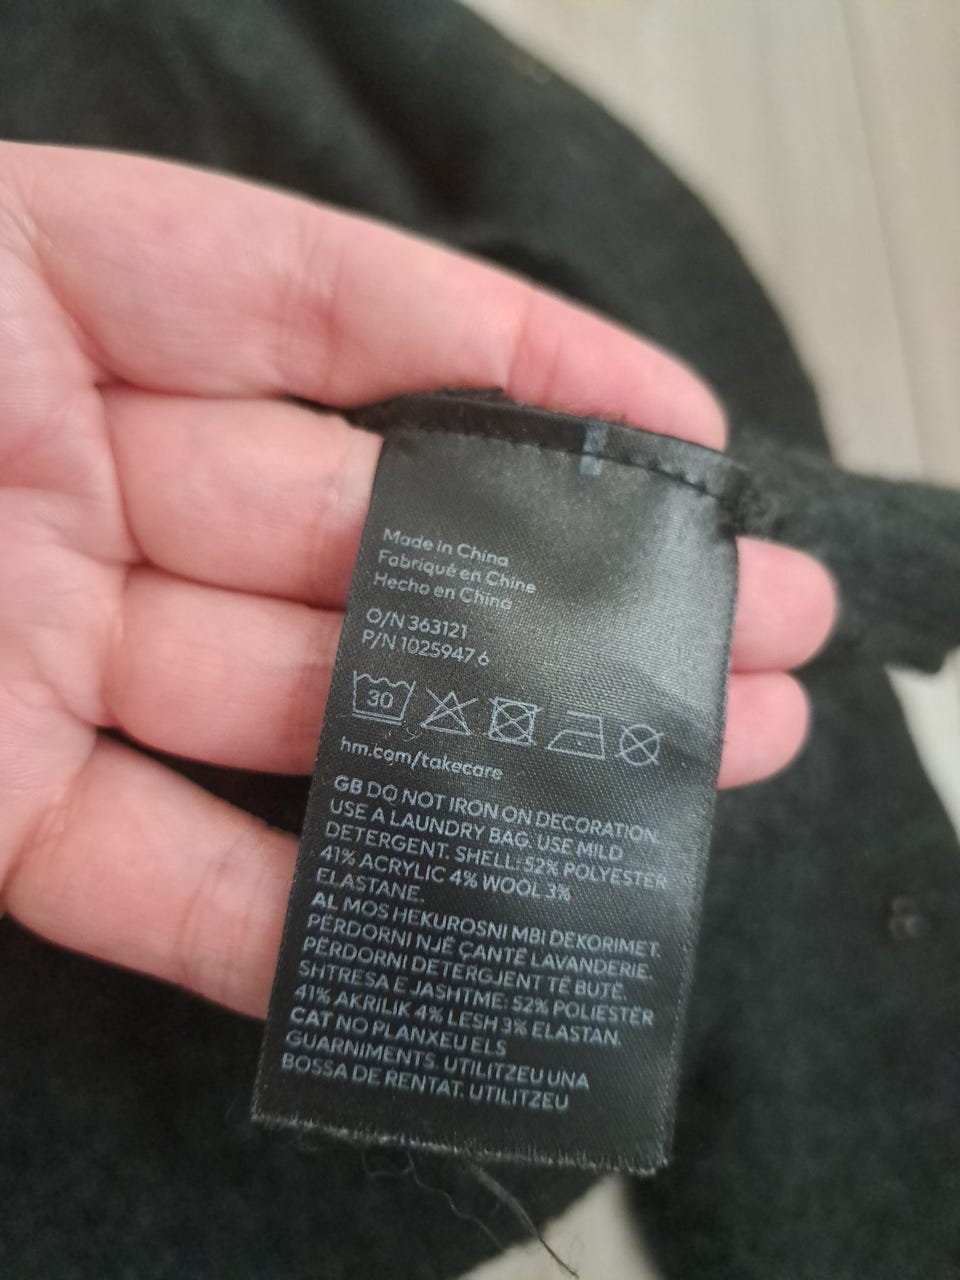 Made in China
Fabriqué en Chine
Hecho en China
O/N 363121
P/N 1025947 6
30
hm.com/takecare
GB DO NOT IRON ON DECORATION.
USE A LAUNDRY BAG. USE MILD
DETERGENT. SHELL: 52% POLYESTER
41% ACRYLIC 4% WOOL 3%
ELASTANE.
AL MOS HEKUROSNI MBI DEKORIMET.
PËRDORNI NJË ÇANTË LAVANDERIE.
PËRDORNI DETERGJENT TË BUTË.
SHTRESA E JASHTME: 52% POLIESTER
41% AKRILIK 4% LESH 3% ELASTAN.
CAT NO PLANXEU ELS
GUARNIMENTS. UTILITZEU UNA
BOSSA DE RENTAT. UTILITZEU